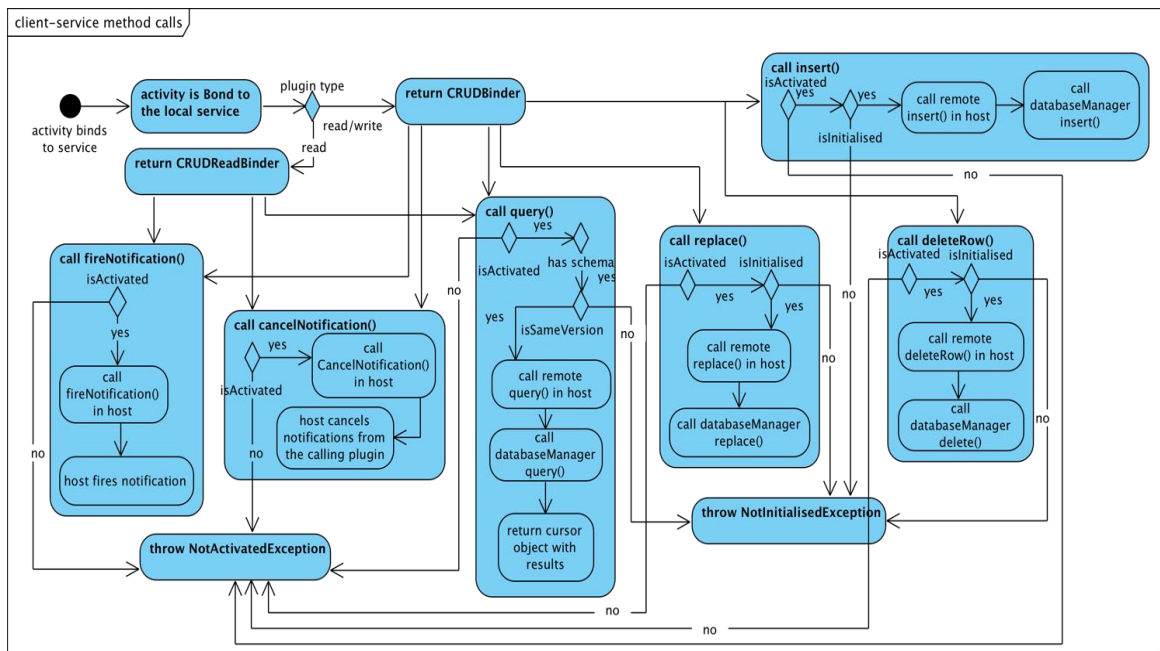 client-service method calls
activity binds
to service
activity is Bond to
the local service
plugin type
read/write
read
return CRUDBinder
return CRUDReadBinder
call insert()
isActivated
yes
yes
isInitialised
call remote
insert() in host
call
databaseManager
insert()
no
no
call fireNotification()
isActivated
yes
call
fireNotification()
in host
host fires notification
no
call cancelNotification()
yes
isActivated
call
CancelNotification()
in host
host cancels
notifications from
the calling plugin
no
call query()
yes
isActivated
has schema
yes
yes
isSameVersion
call remote
query() in host
call
databaseManager
query()
return cursor
object with
results
no
no
call replace()
isActivated
isInitialised
yes
yes
call remote
replace() in host
call databaseManager
replace()
no
call deleteRow()
isActivated
isInitialised
yes
yes
call remote
deleteRow() in host
call
databaseManager
delete()
no
throw NotInitialisedException
throw NotActivatedException
no
no